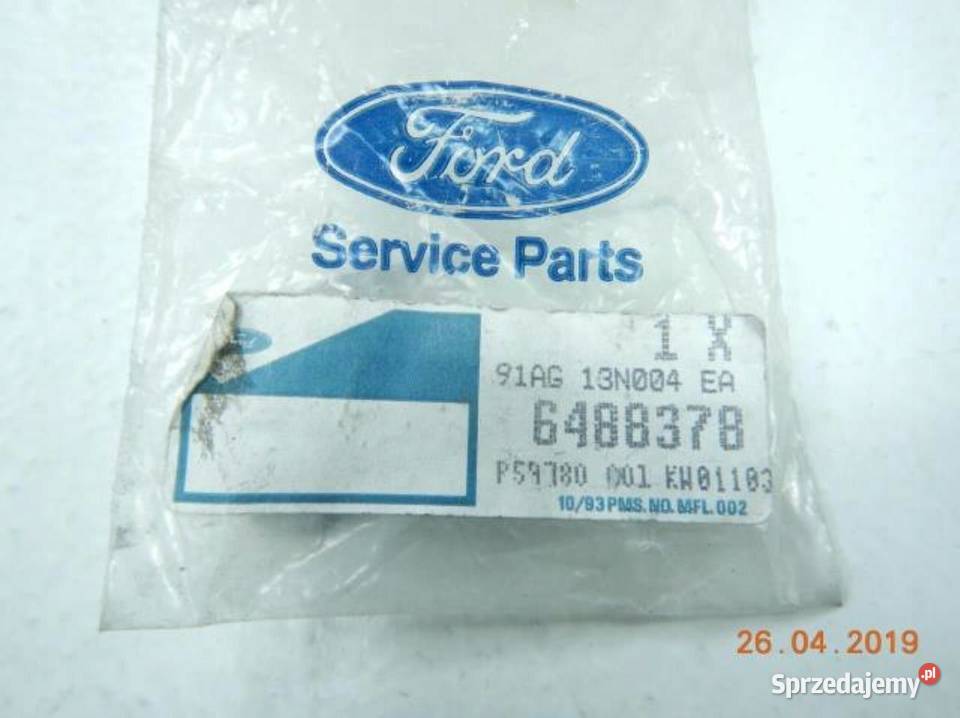 Ford
Service Parts
1 X
91AG 13N004 EA
6488378
P59780 001 KW01103
10/93 PMS.NO.MFL.002
26.04.2019
Sprzedajemy.pl